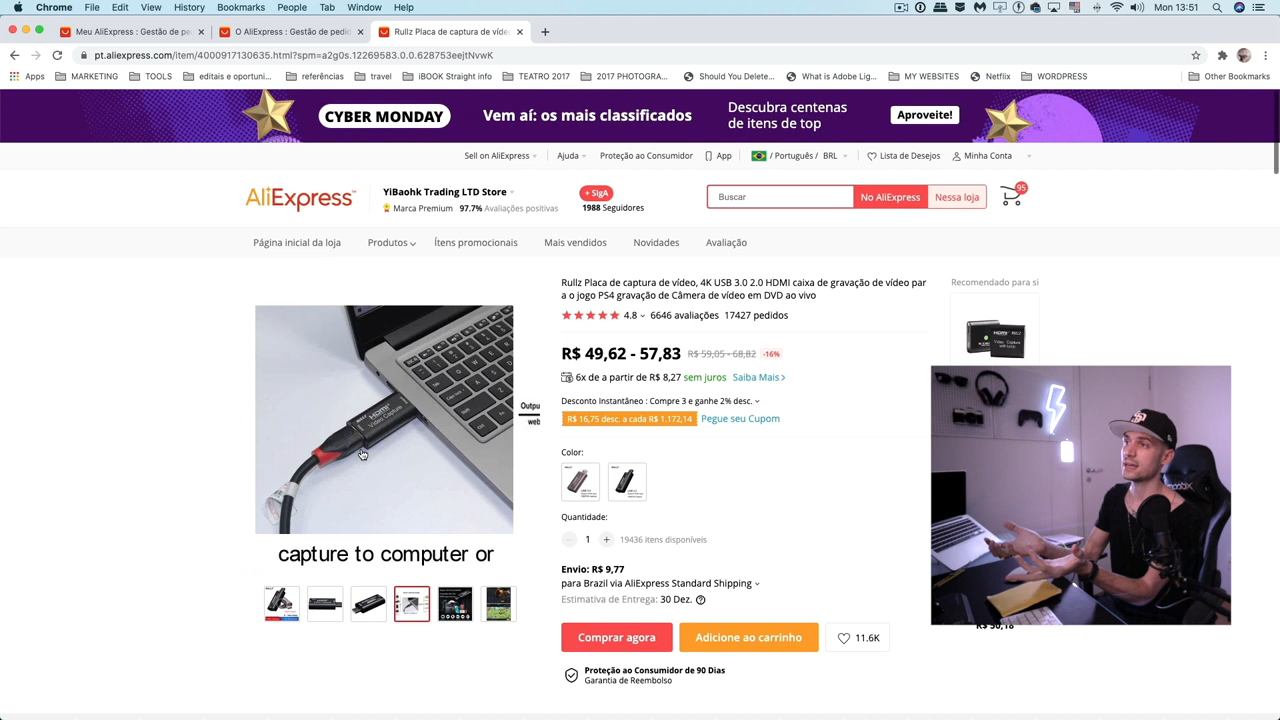 Chrome File Edit View History Bookmarks People Tab Window Help Mon 13:51
Meu AliExpress : Gestão de pe × O AliExpress : Gestão de pedid × Rullz Placa de captura de víde ×
pt.aliexpress.com/item/4000917130635.html?spm=a2g0s.12269583.0.0.628753eejtNvwK
Apps MARKETING TOOLS editais e oportuni... referências travel iBOOK Straight info TEATRO 2017 2017 PHOTOGRA... Should You Delete... What is Adobe Lig... MY WEBSITES Netflix WORDPRESS Other Bookmarks
CYBER MONDAY Vem aí: os mais classificados Descubra centenas
de itens de top Aproveite!
Sell on AliExpress Ajuda Proteção ao Consumidor App / Português / BRL Lista de Desejos Minha Conta
AliExpress YiBaohk Trading LTD Store + SIgA Buscar No AliExpress Nessa loja 95
Marca Premium 97.7% Avaliações positivas 1988 Seguidores
Página inicial da loja Produtos Ítens promocionais Mais vendidos Novidades Avaliação
Rullz Placa de captura de vídeo, 4K USB 3.0 2.0 HDMI caixa de gravação de vídeo par
a o jogo PS4 gravação de Câmera de vídeo em DVD ao vivo
Recomendado para si
4.8 6646 avaliações 17427 pedidos
R$ 49,62 - 57,83 R$ 59,05 - 68,82 -16%
6x de a partir de R$ 8,27 sem juros Saiba Mais
Desconto Instantâneo : Compre 3 e ganhe 2% desc.
R$ 16,75 desc. a cada R$ 1.172,14 Pegue seu Cupom
Outpu
web
HDMI
Video Capture
Color:
Quantidade:
1 + 19436 itens disponíveis
capture to computer or
Envio: R$ 9,77
para Brazil via AliExpress Standard Shipping
Estimativa de Entrega: 30 Dez.
R$ 50,18
Comprar agora Adicione ao carrinho 11.6K
Proteção ao Consumidor de 90 Dias
Garantia de Reembolso